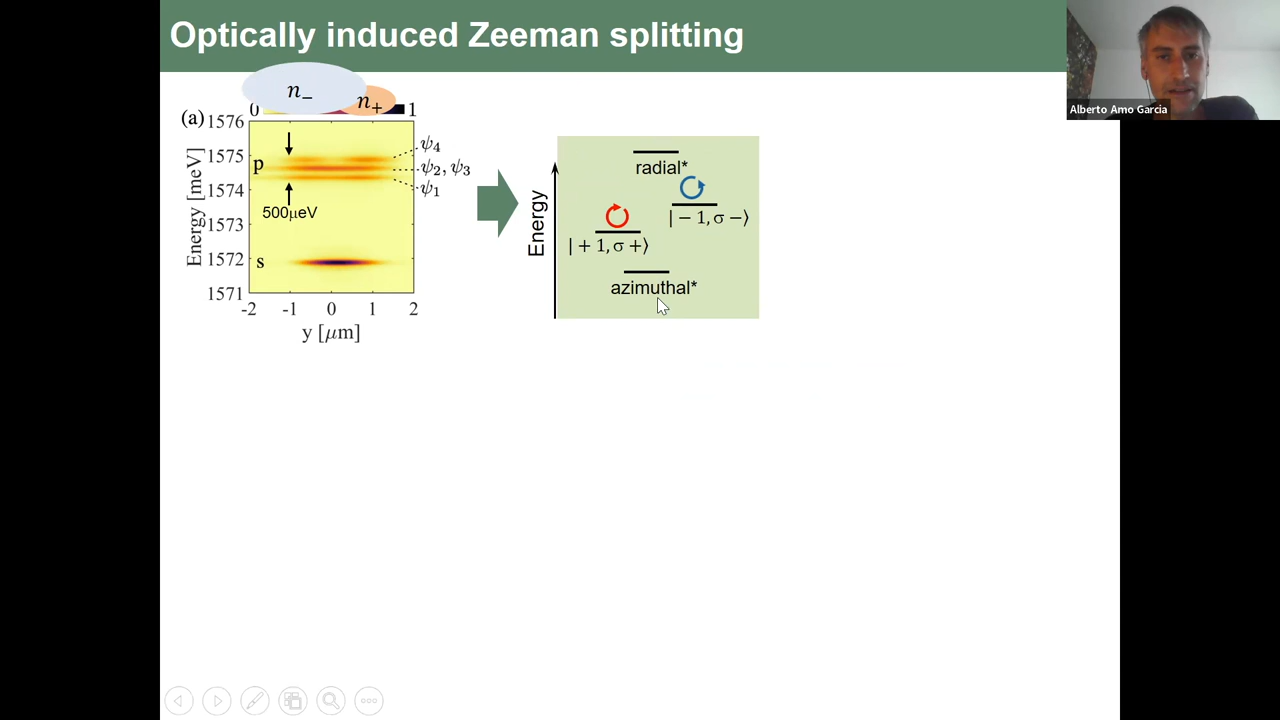 Optically induced Zeeman splitting
Alberto Amo Garcia
n₋
n₊
0
1
(a)
1576
1575
1574
1573
1572
1571
Energy [meV]
p
s
500μeV
ψ₄
ψ₂, ψ₃
ψ₁
-2 -1 0 1 2
y [μm]
Energy
radial*
|−1, σ −⟩
|+1, σ +⟩
azimuthal*